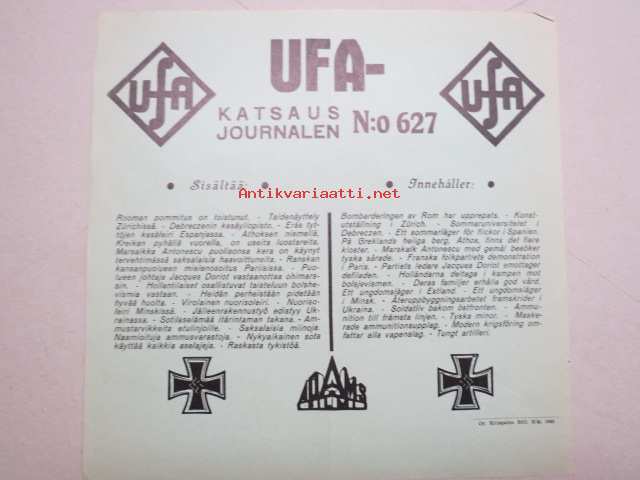 UFA
UFA-
UFA
KATSAUS
JOURNALEN
N:o 627
Sisältää:
Innehåller:
Antikvariaatti.net
Rooman pommitus on toistunut. - Taidenäyttely
Zürichissä. - Debreczenin kesäyliopisto. - Eräs tyt-
töjen kesäleiri Espanjassa. - Athoksen niemellä,
Kreikan pyhällä vuorella, on useita luostareita.
Marsalkka Antonescu puolisonsa kera on käynyt
tervehtimässä saksalaisia haavoittuneita. - Ranskan
kansanpuolueen mielenosoitus Pariisissa. - Puo-
lueen johtaja Jacques Doriot vastaanottaa ohimars-
sin. - Hollantilaiset osallistuvat taisteluun bolshe-
vismia vastaan. - Heidän perheistään pidetään
hyvää huolta. - Virolainen nuorisoleiri. - Nuoriso-
leiri Minskissä. - Jälleenrakennustyö edistyy Uk-
rainassa. - Sotilaselämää itärintaman takana. - Am-
mustarvikkeita etulinjoille. - Saksalaisia miinoja.
Naamioituja ammusvarastoja. - Nykyaikainen sota
käyttää kaikkia aselajeja. - Raskasta tykistöä.
Bombarderingen av Rom har upprepats. - Konst-
utställning i Zürich. - Sommaruniversitetet i
Debreczen. - Ett sommarläger för flickor i Spanien.
På Greklands heliga berg, Athos, finns det flere
kloster. - Marskalk Antonescu med gemål besöker
tyska sårade. - Franska folkpartiets demonstration
i Paris. - Partiets ledare Jacques Doriot emottager
defileden. - Holländarna deltaga i kampen mot
bolsjevismen. - Deras familjer erhålla god vård.
Ett ungdomsläger i Estland. - Ett ungdomsläger
i Minsk. - Återuppbyggningsarbetet framskrider i
Ukraina. - Soldatliv bakom östfronten. - Ammu-
nition till främsta linjen. - Tyska minor. - Maske-
rade ammunitionsupplag. - Modern krigsföring om-
fattar alla vapenslag. - Tungt artilleri.